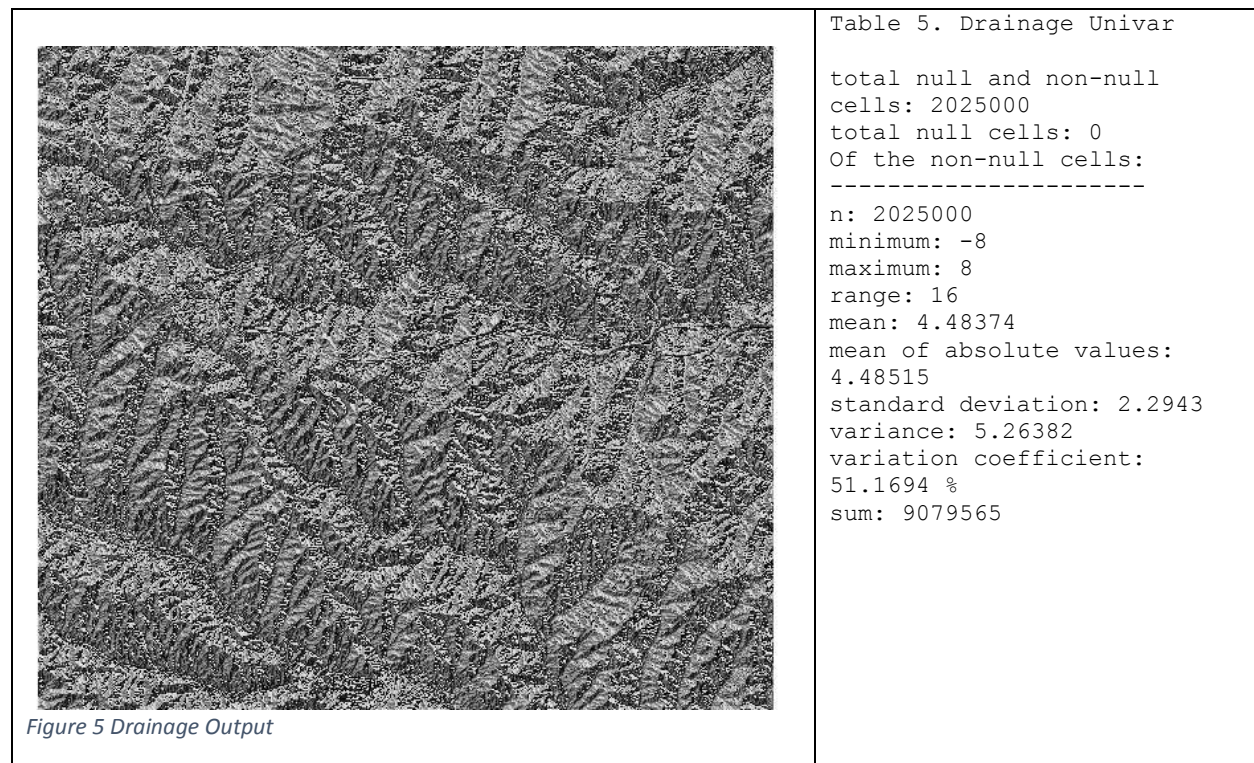 Figure 5 Drainage Output
Table 5. Drainage Univar
total null and non-null
cells: 2025000
total null cells: 0
Of the non-null cells:
----------------------
n: 2025000
minimum: -8
maximum: 8
range: 16
mean: 4.48374
mean of absolute values:
4.48515
standard deviation: 2.2943
variance: 5.26382
variation coefficient:
51.1694 %
sum: 9079565